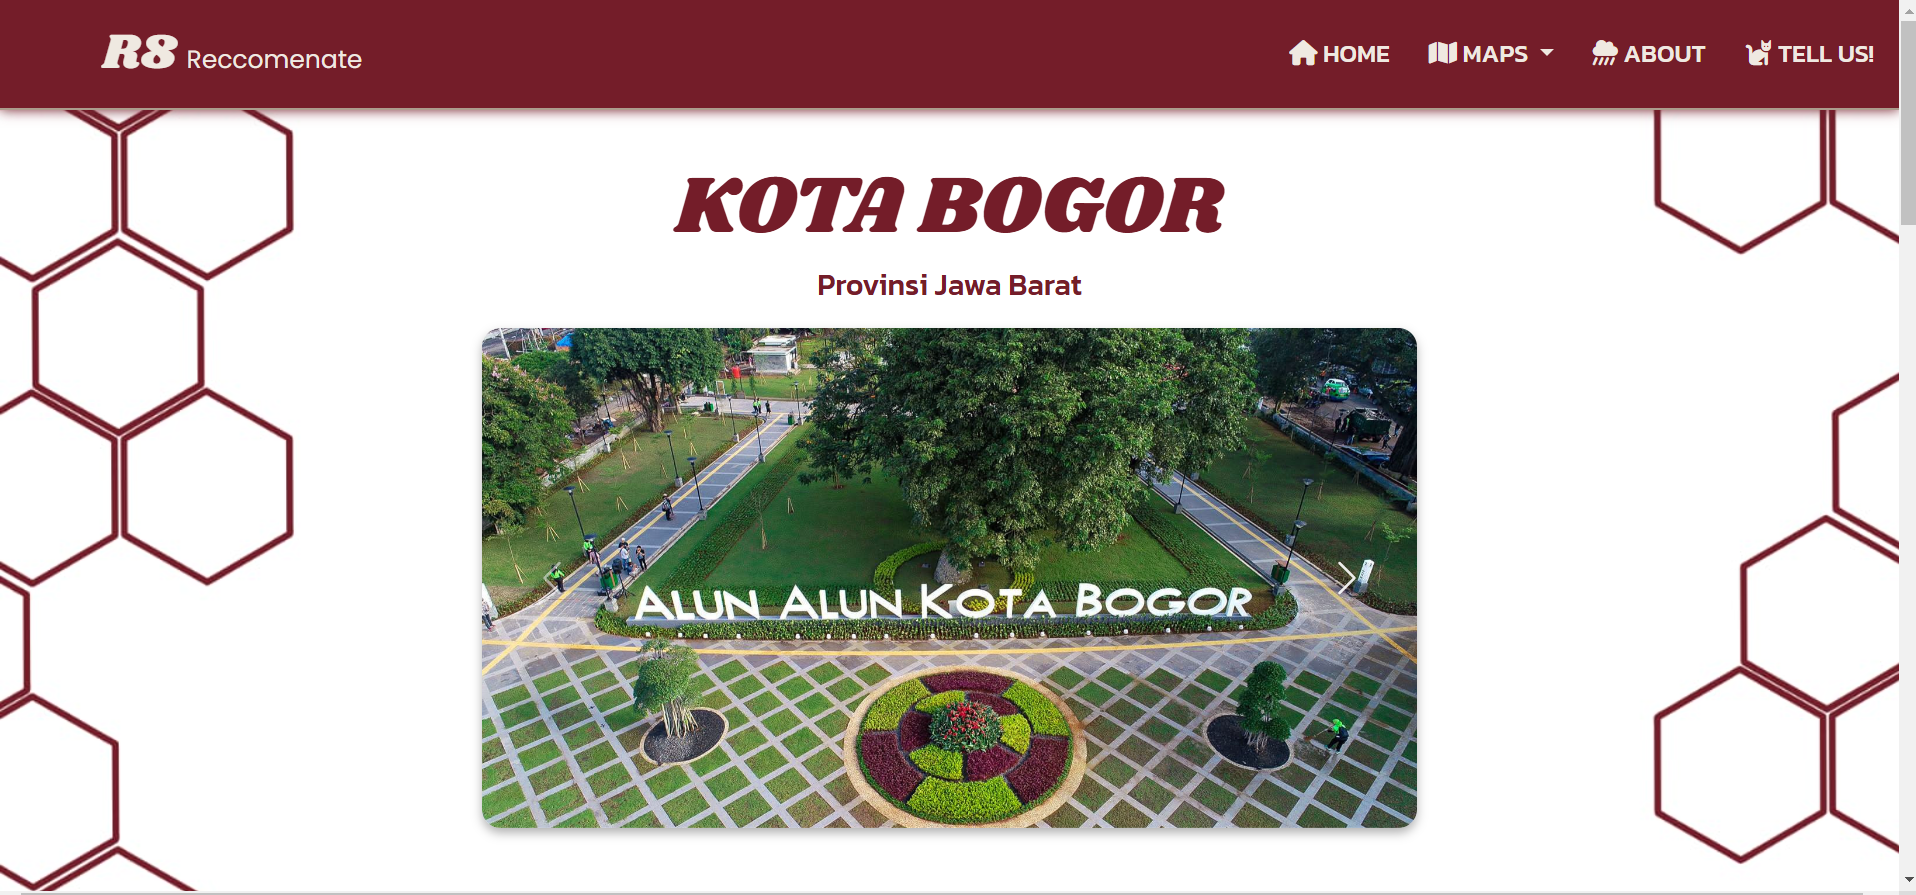 R8 Reccomenate
HOME
MAPS
ABOUT
TELL US!
KOTA BOGOR
Provinsi Jawa Barat
ALUN ALUN KOTA BOGOR